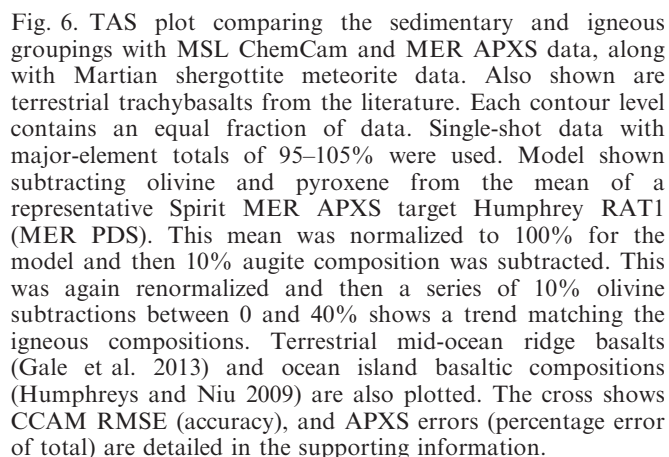 Fig. 6. TAS plot comparing the sedimentary and igneous
groupings with MSL ChemCam and MER APXS data, along
with Martian shergottite meteorite data. Also shown are
terrestrial trachybasalts from the literature. Each contour level
contains an equal fraction of data. Single-shot data with
major-element totals of 95–105% were used. Model shown
subtracting olivine and pyroxene from the mean of a
representative Spirit MER APXS target Humphrey RAT1
(MER PDS). This mean was normalized to 100% for the
model and then 10% augite composition was subtracted. This
was again renormalized and then a series of 10% olivine
subtractions between 0 and 40% shows a trend matching the
igneous compositions. Terrestrial mid-ocean ridge basalts
(Gale et al. 2013) and ocean island basaltic compositions
(Humphreys and Niu 2009) are also plotted. The cross shows
CCAM RMSE (accuracy), and APXS errors (percentage error
of total) are detailed in the supporting information.